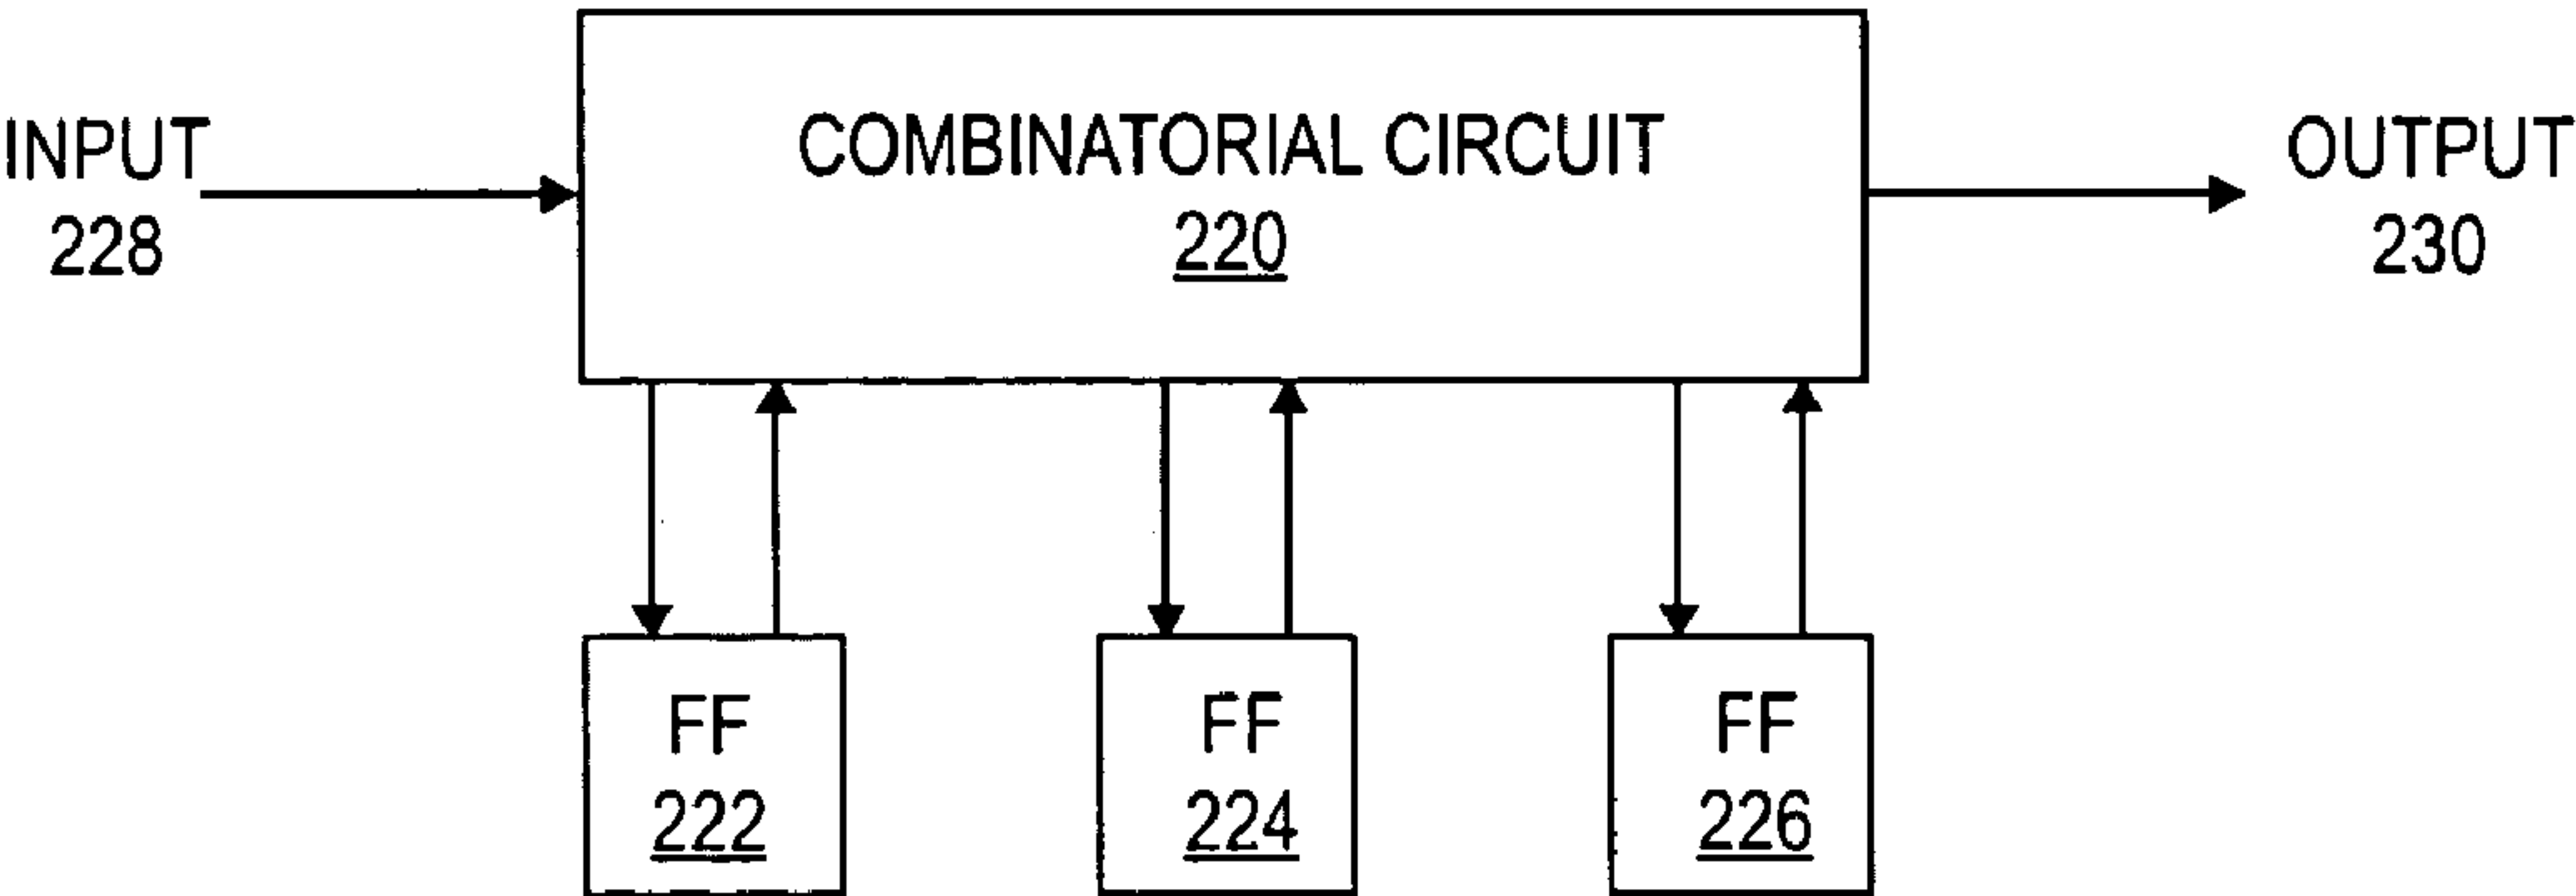 INPUT
228
COMBINATORIAL CIRCUIT
220
OUTPUT
230
FF
222
FF
224
FF
226